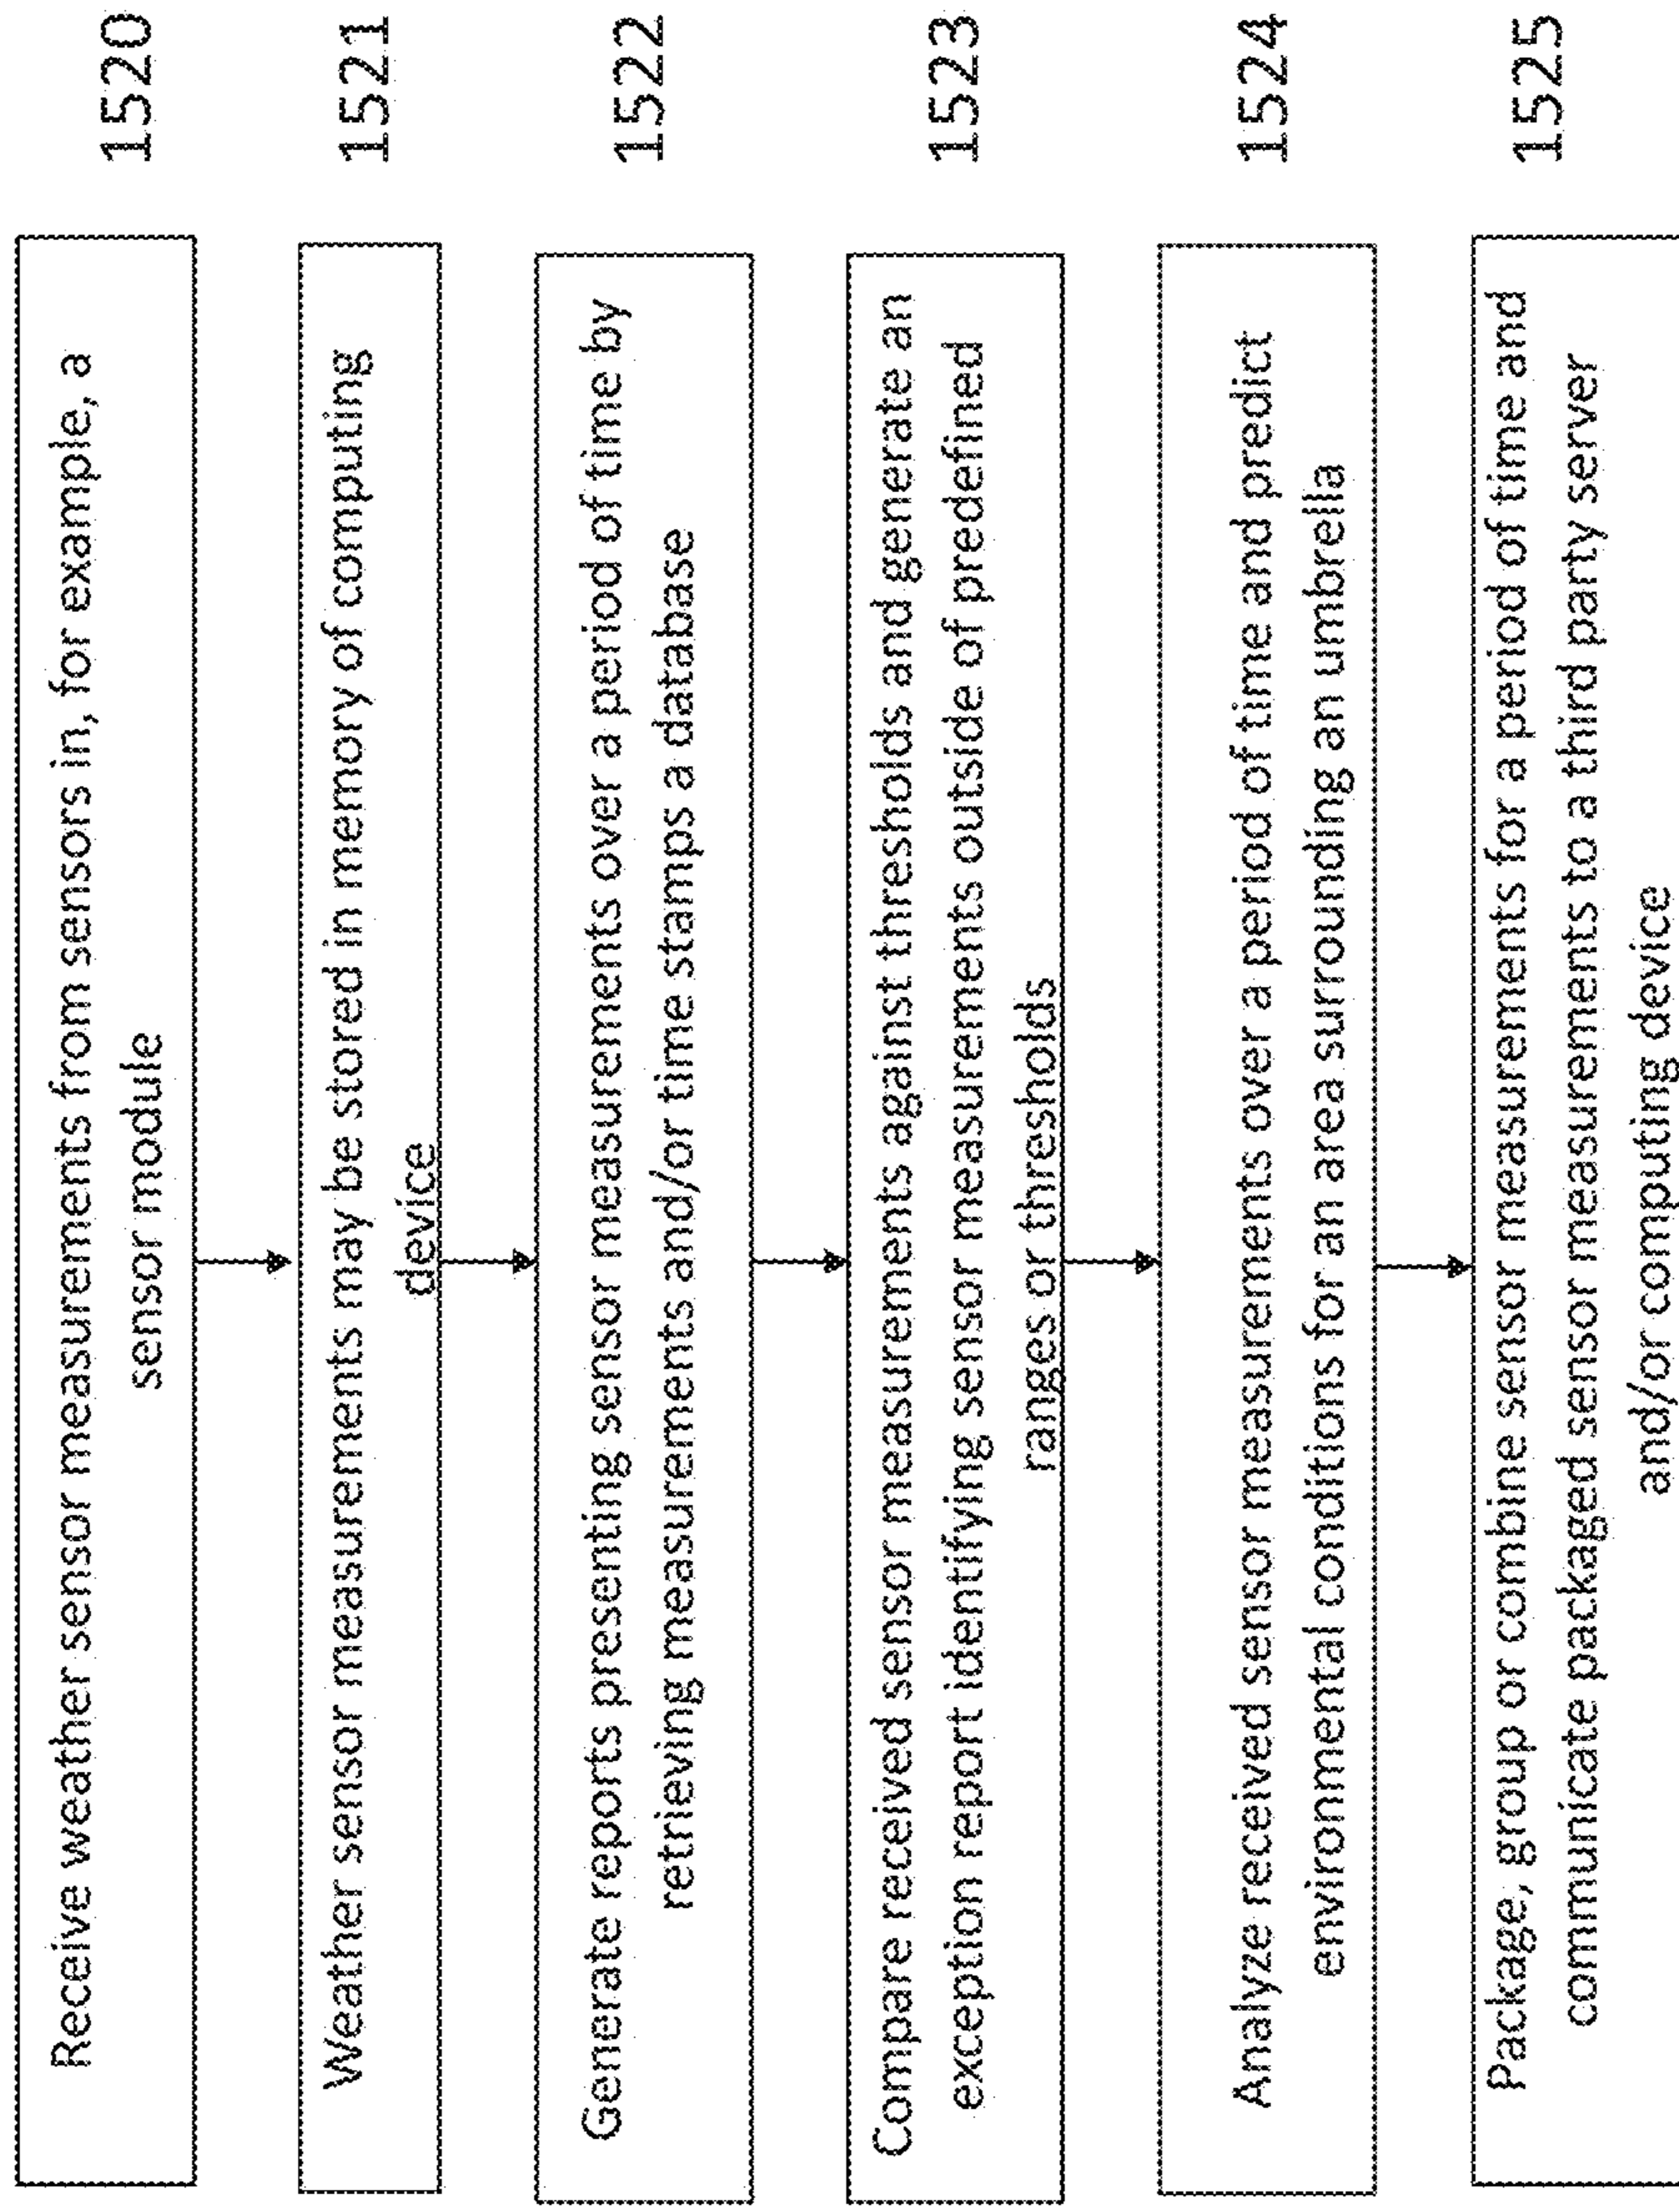 Receive weather sensor measurements from sensors in, for example, a
sensor module
1520
Weather sensor measurements may be stored in memory of computing
device
1521
Generate reports presenting sensor measurements over a period of time by
retrieving measurements and/or time stamps a database
1522
Compare received sensor measurements against thresholds and generate an
exception report identifying sensor measurements outside of predefined
ranges or thresholds
1523
Analyze received sensor measurements over a period of time and predict
environmental conditions for an area surrounding an umbrella
1524
Package, group or combine sensor measurements for a period of time and
communicate packaged sensor measurements to a third party server
and/or computing device
1525